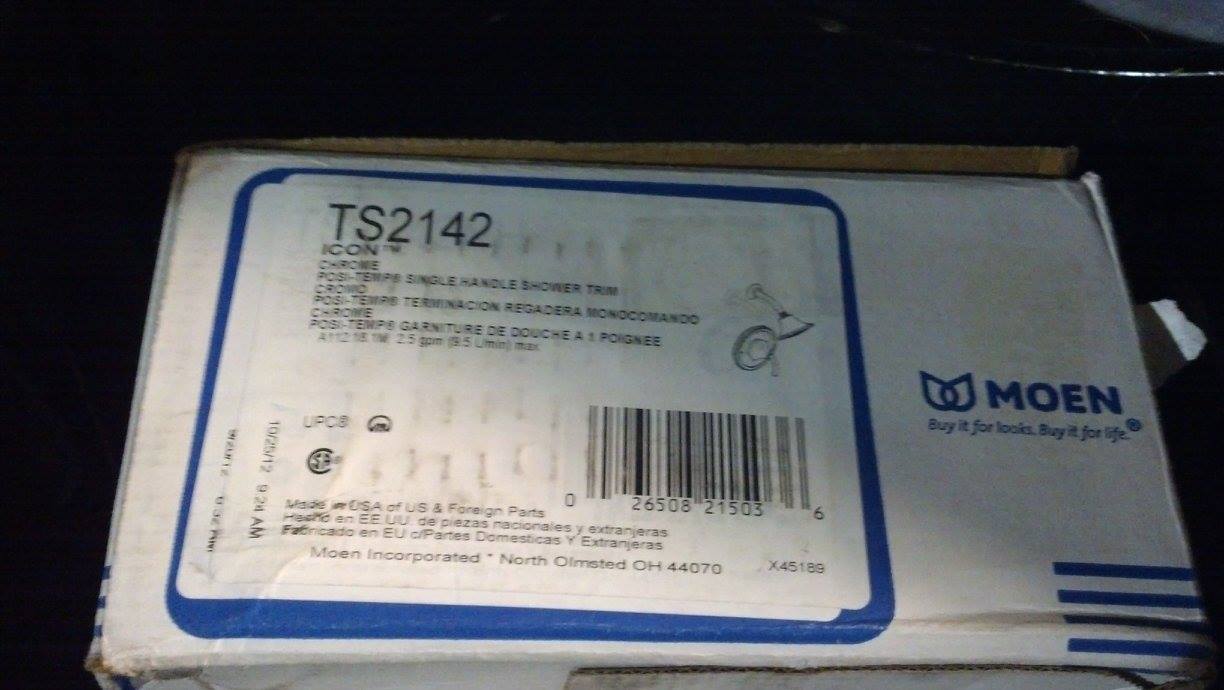 TS2142
ICON™
CHROME
POSI-TEMP® SINGLE HANDLE SHOWER TRIM
CROMO
POSI-TEMP® TERMINACION REGADERA MONOCOMANDO
CHROME
POSI-TEMP® GARNITURE DE DOUCHE A 1 POIGNEE
A112.18.1M 2.5 gpm (9.5 L/min) max
UPC®
10/25/12 9:24 AM
0 26508 21503 6
Made in USA of US & Foreign Parts
Hecho en EE.UU. de piezas nacionales y extranjeras
Fabricado en EU c/Partes Domesticas Y Extranjeras
Moen Incorporated * North Olmsted OH 44070
X45189
MOEN
Buy it for looks. Buy it for life.®